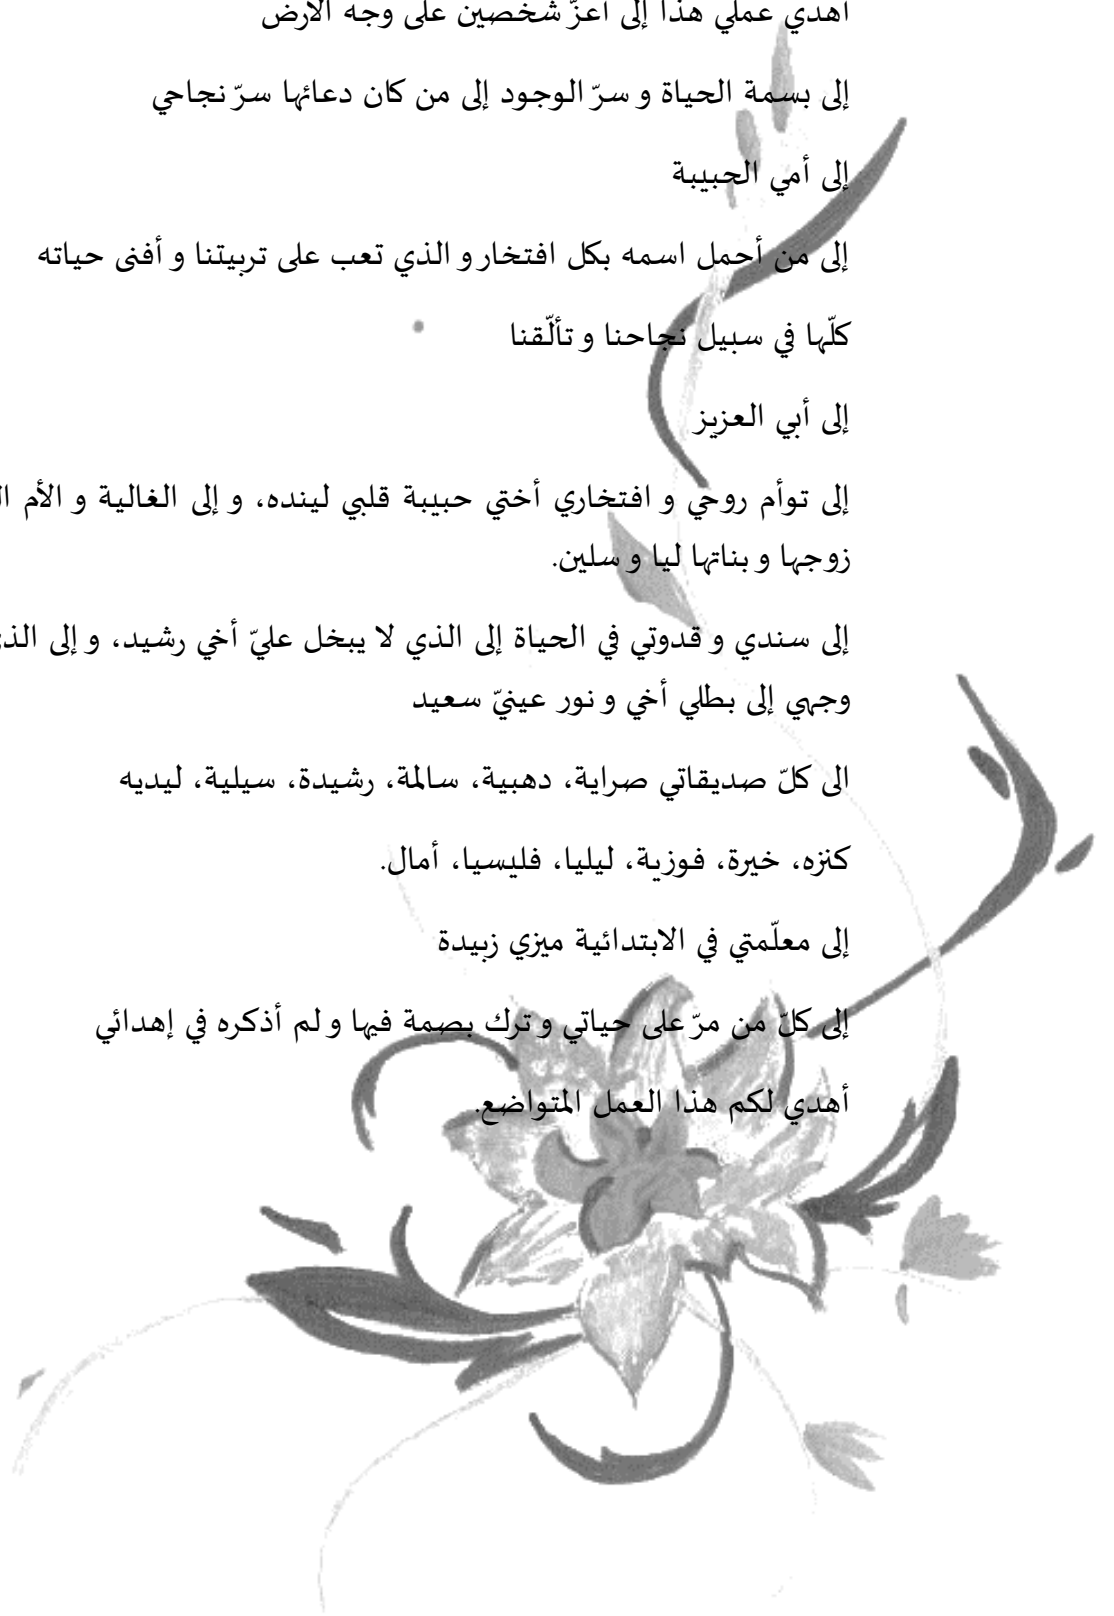 أهدي عملي هذا إلى أعزّ شخصين على وجه الأرض
إلى بسمة الحياة و سرّ الوجود إلى من كان دعائها سرّ نجاحي
إلى أمي الحبيبة
إلى من أحمل اسمه بكل افتخار و الذي تعب على تربيتنا و أفنى حياته
كلّها في سبيل نجاحنا و تألّقنا
إلى أبي العزيز
إلى توأم روحي و افتخاري أختي حبيبة قلبي لينده، و إلى الغالية و الأم
زوجها و بناتها ليا و سلين.
إلى سندي و قدوتي في الحياة إلى الذي لا يبخل عليّ أخي رشيد، و إلى
وجهي إلى بطلي أخي و نور عينيّ سعيد
الى كلّ صديقاتي صراية، دهبية، سالمة، رشيدة، سيلية، ليديه
كنزه، خيرة، فوزية، ليليا، فليسيا، أمال.
إلى معلّمتي في الابتدائية ميزي زبيدة
إلى كلّ من مرّ على حياتي و ترك بصمة فيها و لم أذكره في إهدائي
أهدي لكم هذا العمل المتواضع.